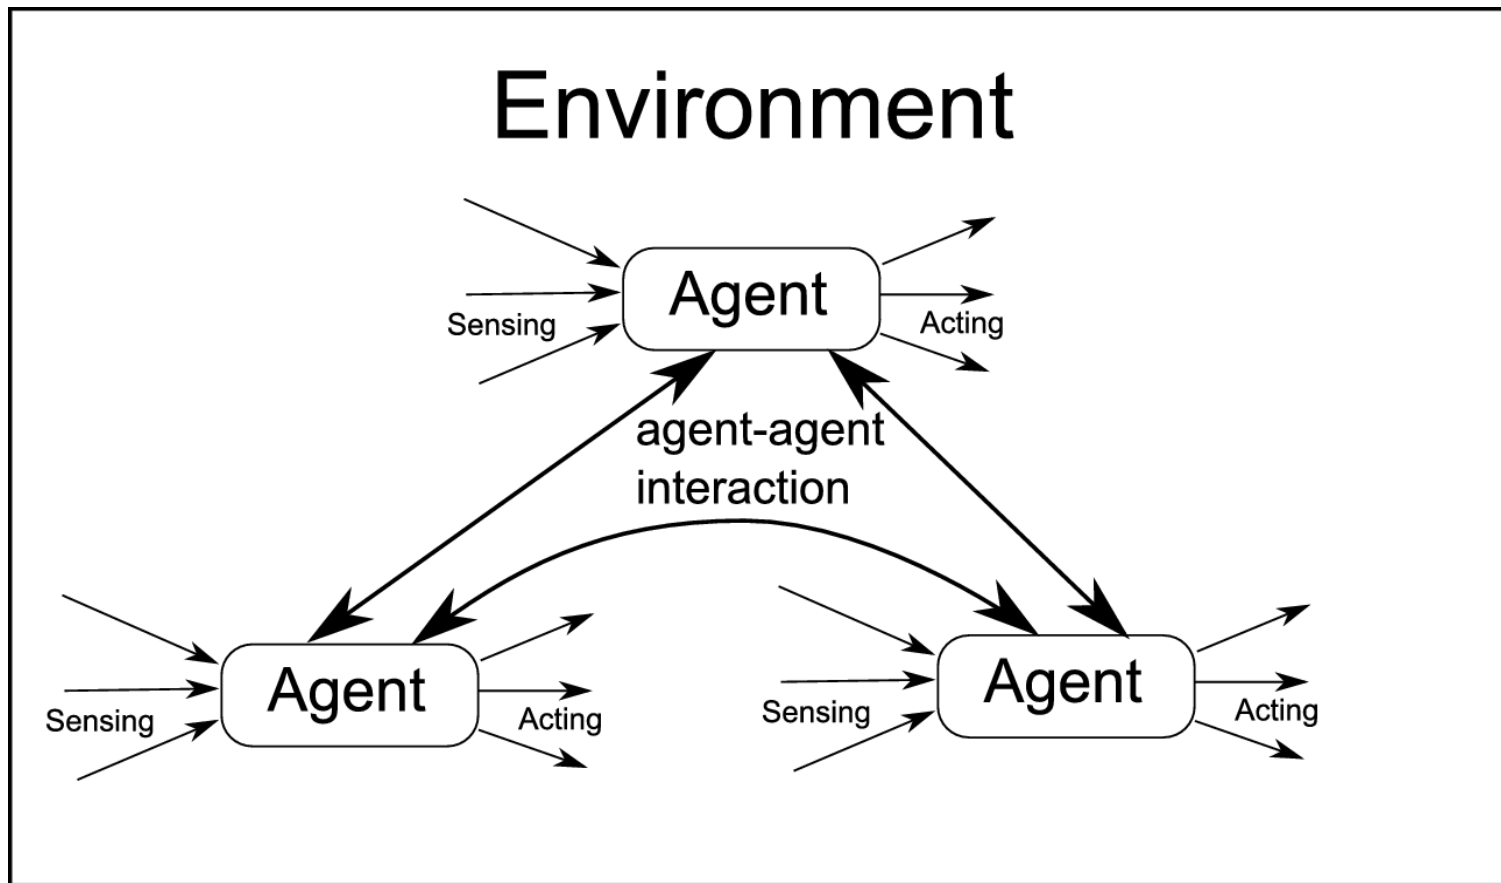 Environment
Agent
Sensing
Acting
agent-agent
interaction
Agent
Sensing
Acting
Agent
Sensing
Acting